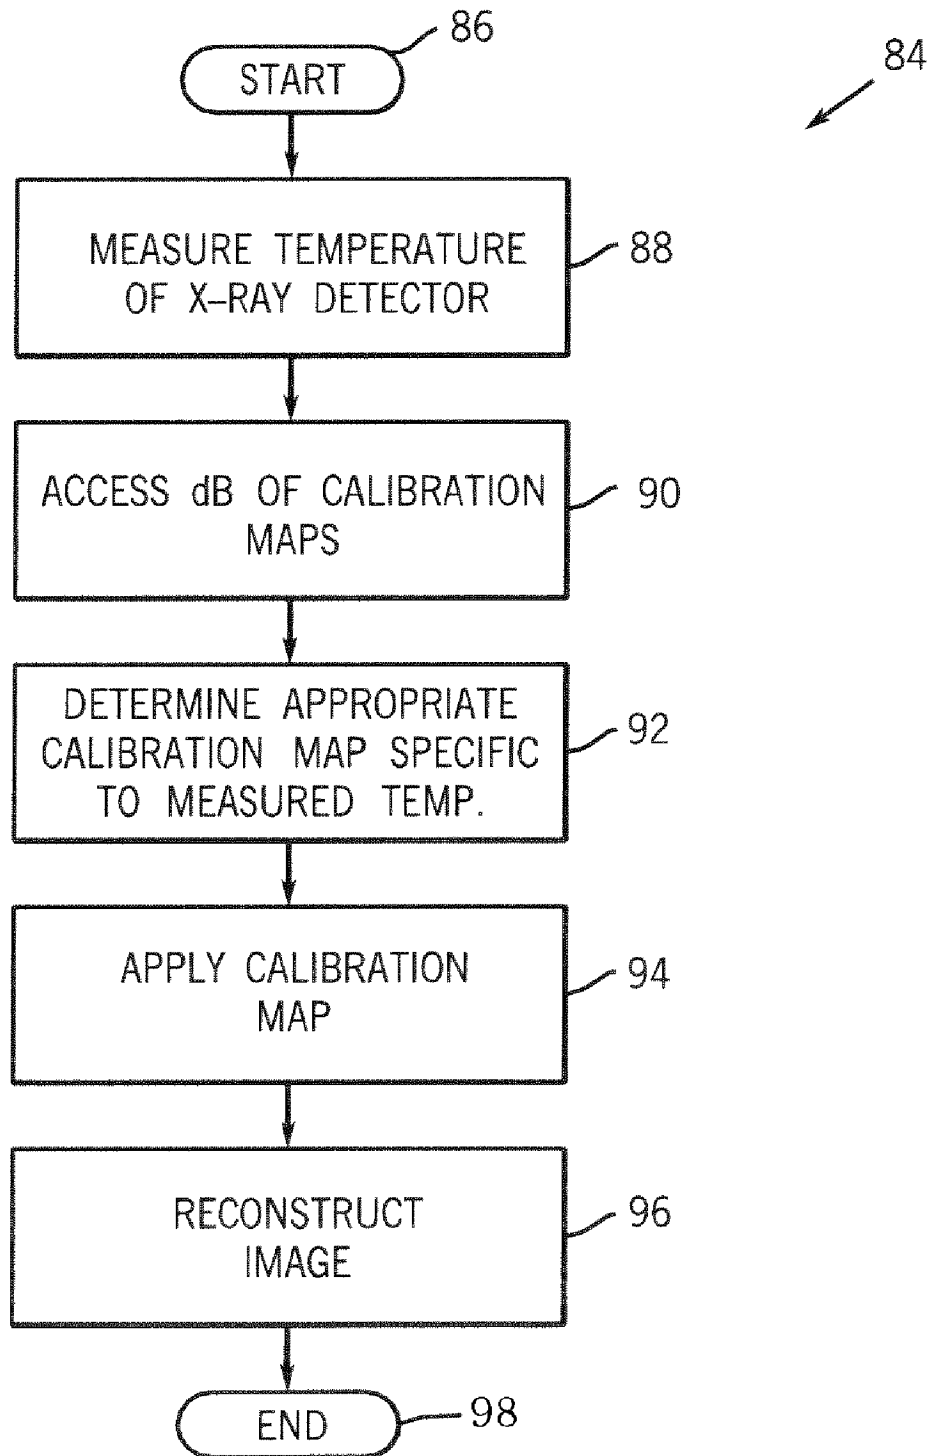 86
84
START
MEASURE TEMPERATURE
OF X-RAY DETECTOR
88
ACCESS dB OF CALIBRATION
MAPS
90
DETERMINE APPROPRIATE
CALIBRATION MAP SPECIFIC
TO MEASURED TEMP.
92
APPLY CALIBRATION
MAP
94
RECONSTRUCT
IMAGE
96
END
98